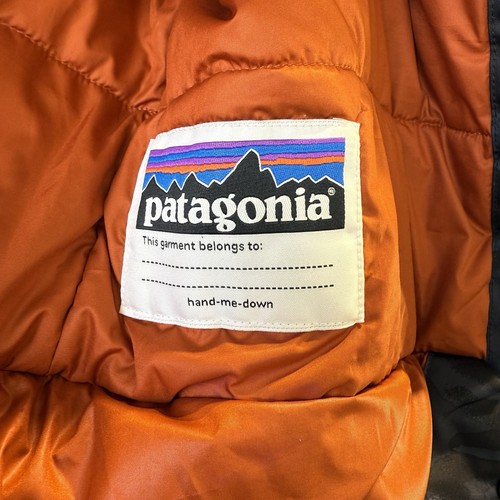 patagonia®
This garment belongs to:
hand-me-down